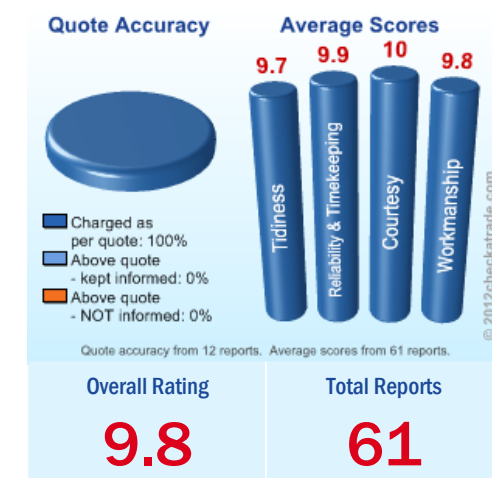 Quote Accuracy
Average Scores
9.7
9.9
10
9.8
Tidiness
Reliability & Timekeeping
Courtesy
Workmanship
Charged as
per quote: 100%
Above quote
- kept informed: 0%
Above quote
- NOT informed: 0%
© 2012checkatrade.com
Quote accuracy from 12 reports. Average scores from 61 reports.
Overall Rating
Total Reports
9.8
61